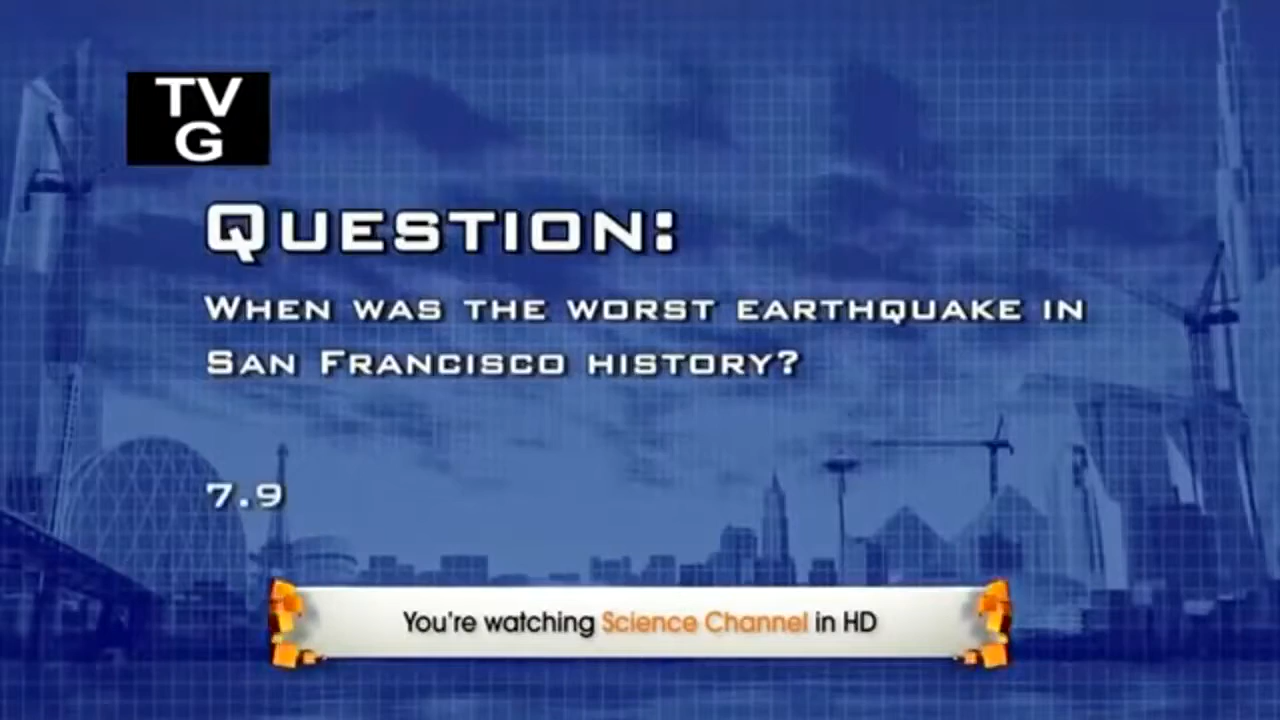 TV
G
QUESTION:
WHEN WAS THE WORST EARTHQUAKE IN
SAN FRANCISCO HISTORY?
7.9
You're watching Science Channel in HD